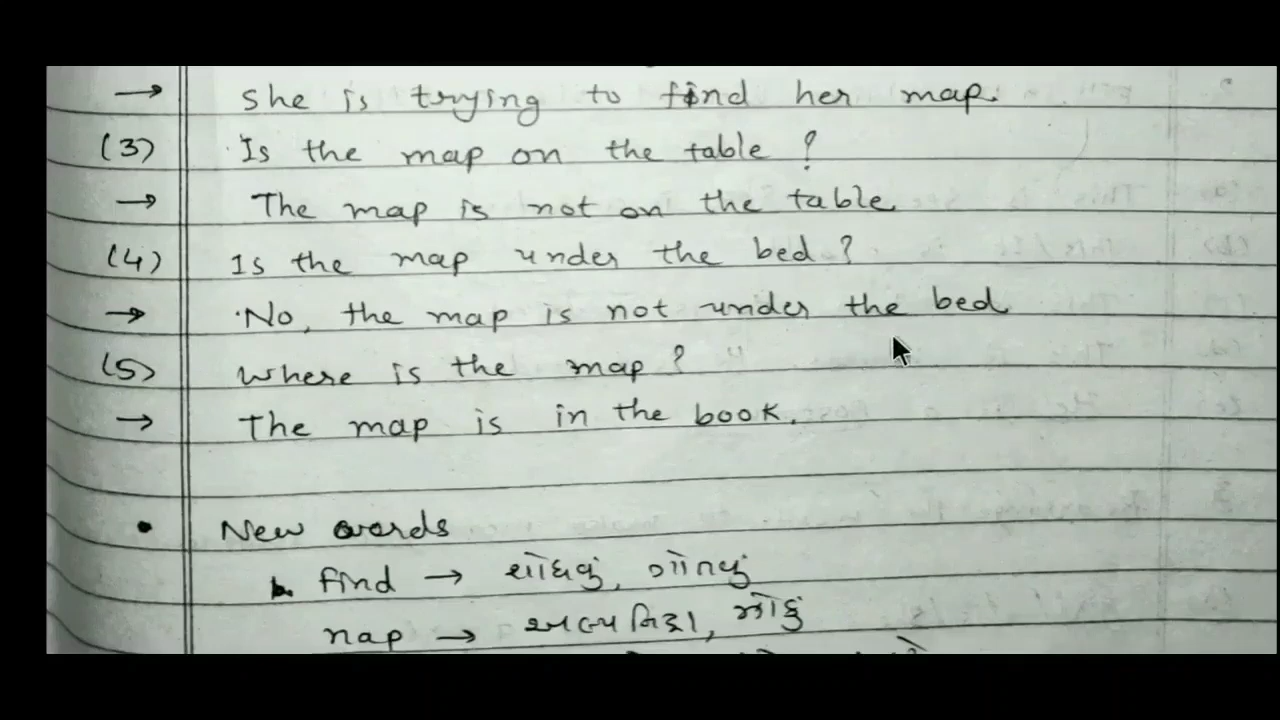 → She is trying to find her map.
(3) Is the map on the table ?
→ The map is not on the table
(4) Is the map under the bed ?
→ No, the map is not under the bed
(5) Where is the map ?
→ The map is in the book.
• New words
find → શોધવું, ગોતવું
nap → અલ્પ નિદ્રા, ઝોકું